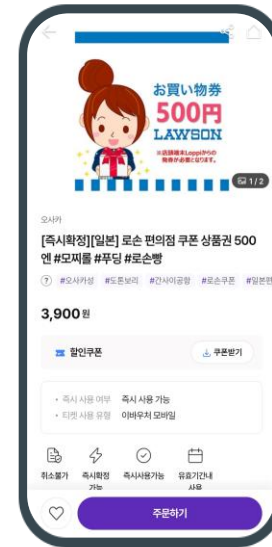 お買い物券
500円
LAWSON
※店頭端末Loppiからの
発券が必要となります。
1 / 2
오사카
[즉시확정][일본] 로손 편의점 쿠폰 상품권 500
엔 #모찌롤 #푸딩 #로손빵
? #오사카성 #도톤보리 #간사이공항 #로손쿠폰 #일본편
3,900원
할인쿠폰 쿠폰받기
• 즉시 사용 여부 즉시 사용 가능
• 티켓 사용 유형 이바우처 모바일
취소불가 즉시확정 즉시사용가능 유효기간내
가능 사용
주문하기